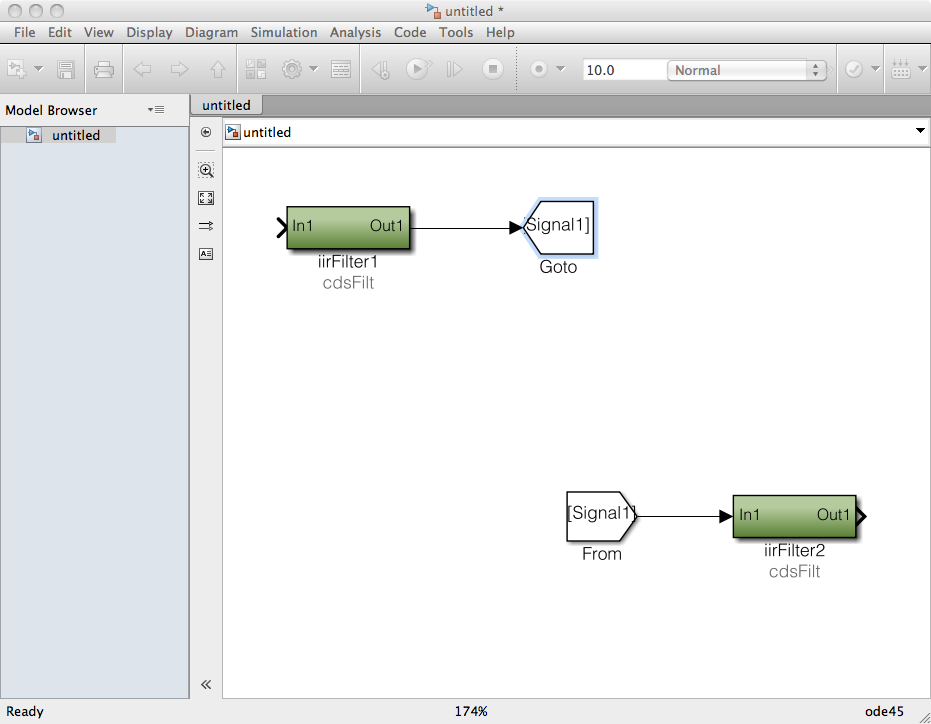 untitled *
File Edit View Display Diagram Simulation Analysis Code Tools Help
10.0 Normal
Model Browser
untitled
untitled
untitled
In1 Out1
iirFilter1
cdsFilt
Signal1]
Goto
[Signal1]
From
In1 Out1
iirFilter2
cdsFilt
Ready 174% ode45